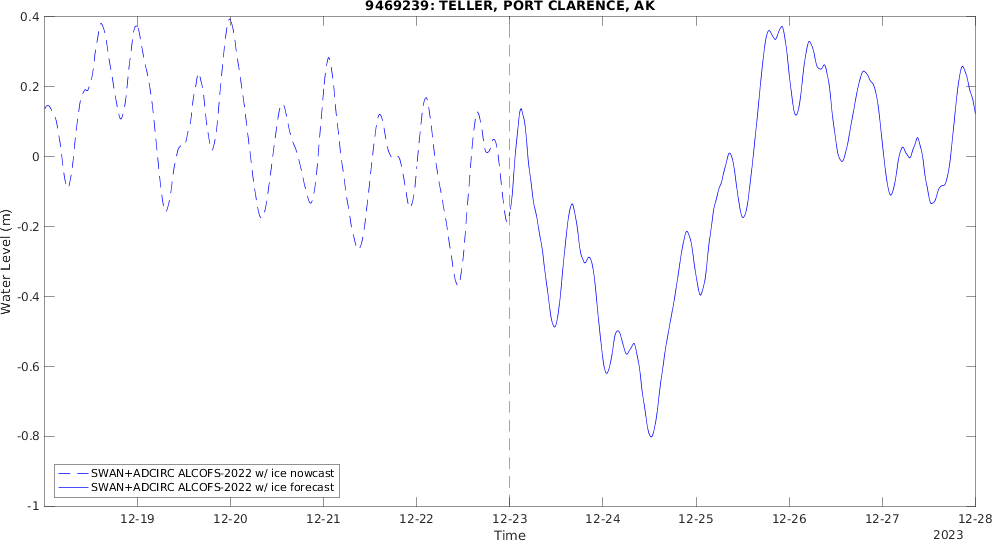 9469239: TELLER, PORT CLARENCE, AK
0.4
0.2
0
-0.2
-0.4
-0.6
-0.8
-1
Water Level (m)
SWAN+ADCIRC ALCOFS-2022 w/ ice nowcast
SWAN+ADCIRC ALCOFS-2022 w/ ice forecast
12-19 12-20 12-21 12-22 12-23 12-24 12-25 12-26 12-27 12-28
Time
2023